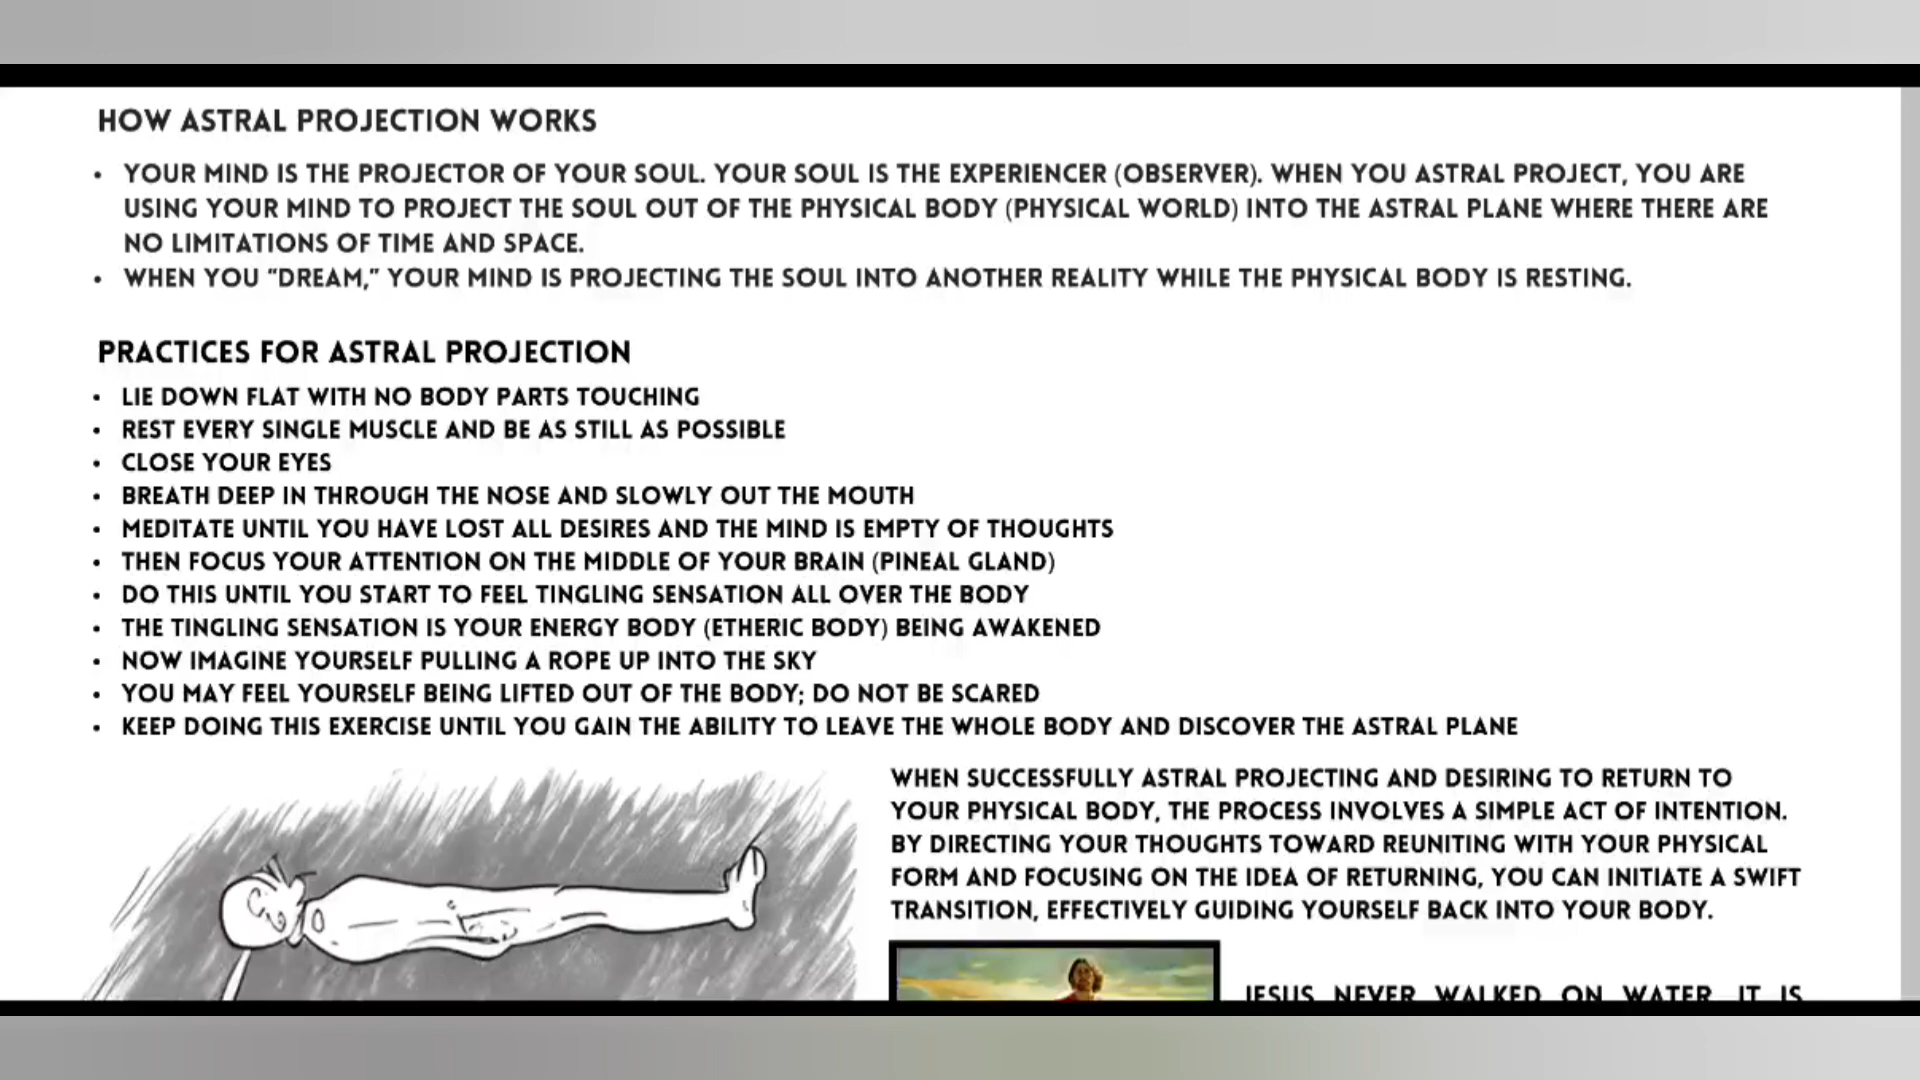 HOW ASTRAL PROJECTION WORKS
• YOUR MIND IS THE PROJECTOR OF YOUR SOUL. YOUR SOUL IS THE EXPERIENCER (OBSERVER). WHEN YOU ASTRAL PROJECT, YOU ARE
USING YOUR MIND TO PROJECT THE SOUL OUT OF THE PHYSICAL BODY (PHYSICAL WORLD) INTO THE ASTRAL PLANE WHERE THERE ARE
NO LIMITATIONS OF TIME AND SPACE.
• WHEN YOU “DREAM,” YOUR MIND IS PROJECTING THE SOUL INTO ANOTHER REALITY WHILE THE PHYSICAL BODY IS RESTING.
PRACTICES FOR ASTRAL PROJECTION
• LIE DOWN FLAT WITH NO BODY PARTS TOUCHING
• REST EVERY SINGLE MUSCLE AND BE AS STILL AS POSSIBLE
• CLOSE YOUR EYES
• BREATH DEEP IN THROUGH THE NOSE AND SLOWLY OUT THE MOUTH
• MEDITATE UNTIL YOU HAVE LOST ALL DESIRES AND THE MIND IS EMPTY OF THOUGHTS
• THEN FOCUS YOUR ATTENTION ON THE MIDDLE OF YOUR BRAIN (PINEAL GLAND)
• DO THIS UNTIL YOU START TO FEEL TINGLING SENSATION ALL OVER THE BODY
• THE TINGLING SENSATION IS YOUR ENERGY BODY (ETHERIC BODY) BEING AWAKENED
• NOW IMAGINE YOURSELF PULLING A ROPE UP INTO THE SKY
• YOU MAY FEEL YOURSELF BEING LIFTED OUT OF THE BODY; DO NOT BE SCARED
• KEEP DOING THIS EXERCISE UNTIL YOU GAIN THE ABILITY TO LEAVE THE WHOLE BODY AND DISCOVER THE ASTRAL PLANE
WHEN SUCCESSFULLY ASTRAL PROJECTING AND DESIRING TO RETURN TO
YOUR PHYSICAL BODY, THE PROCESS INVOLVES A SIMPLE ACT OF INTENTION.
BY DIRECTING YOUR THOUGHTS TOWARD REUNITING WITH YOUR PHYSICAL
FORM AND FOCUSING ON THE IDEA OF RETURNING, YOU CAN INITIATE A SWIFT
TRANSITION, EFFECTIVELY GUIDING YOURSELF BACK INTO YOUR BODY.
JESUS NEVER WALKED ON WATER. IT IS